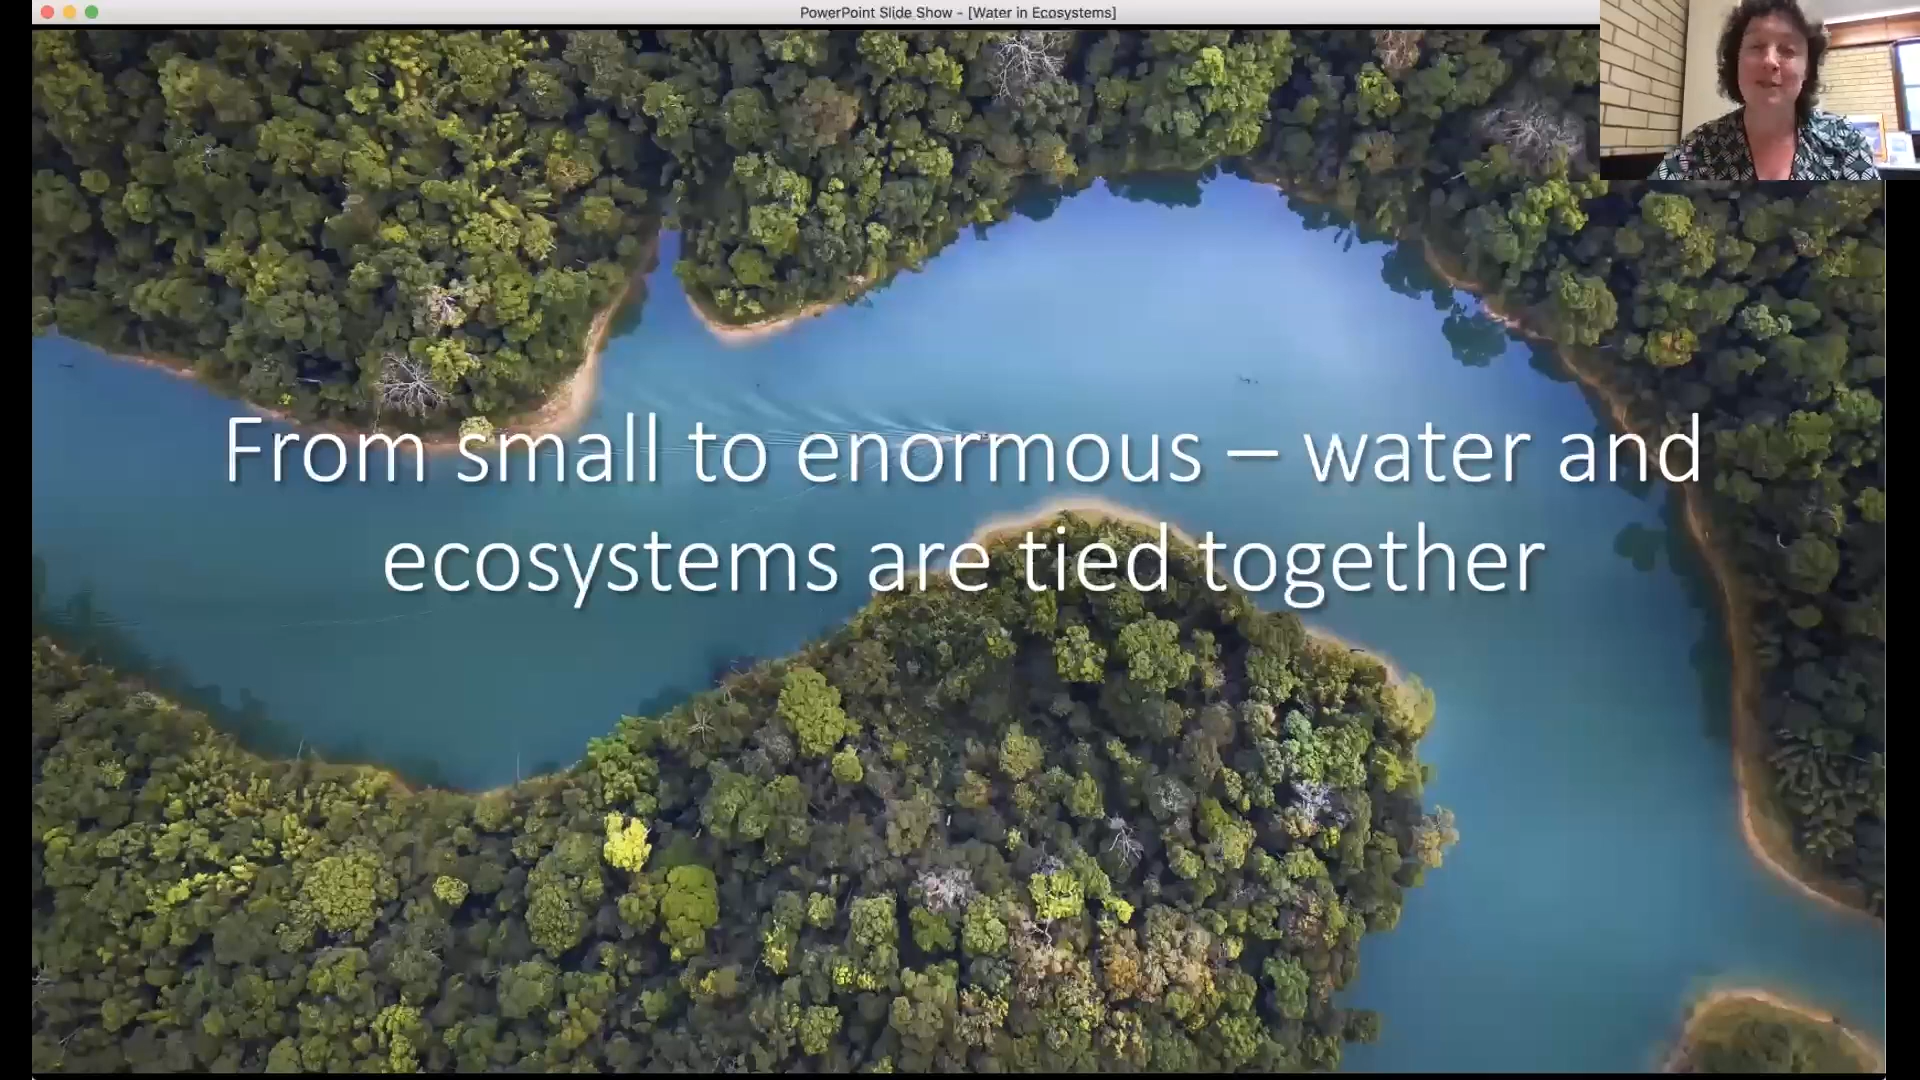 PowerPoint Slide Show - [Water in Ecosystems]
From small to enormous – water and
ecosystems are tied together